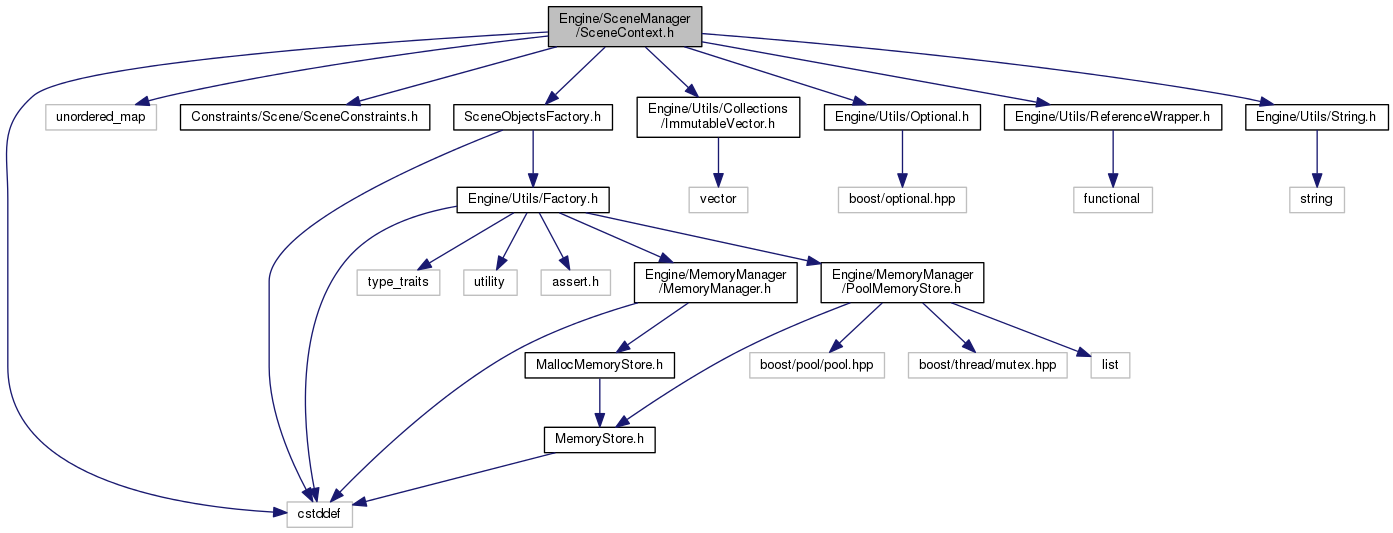 Engine/SceneManager
/SceneContext.h
unordered_map
Constraints/Scene/SceneConstraints.h
SceneObjectsFactory.h
Engine/Utils/Collections
/ImmutableVector.h
Engine/Utils/Optional.h
Engine/Utils/ReferenceWrapper.h
Engine/Utils/String.h
Engine/Utils/Factory.h
vector
boost/optional.hpp
functional
string
type_traits
utility
assert.h
Engine/MemoryManager
/MemoryManager.h
Engine/MemoryManager
/PoolMemoryStore.h
MallocMemoryStore.h
boost/pool/pool.hpp
boost/thread/mutex.hpp
list
MemoryStore.h
cstddef